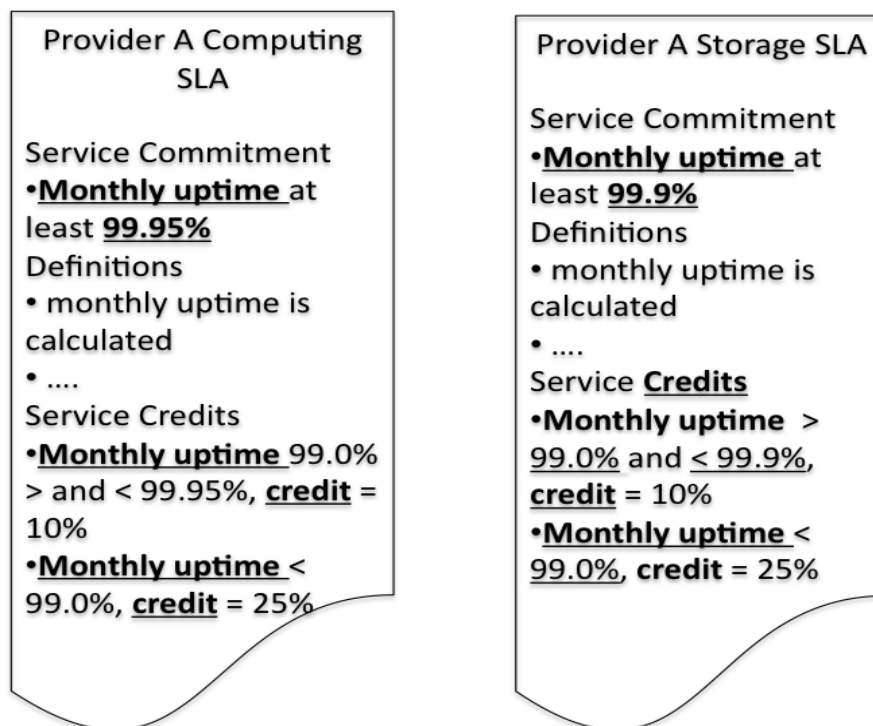 Provider A Computing
SLA
Service Commitment
•Monthly uptime at
least 99.95%
Definitions
• monthly uptime is
calculated
• ....
Service Credits
•Monthly uptime 99.0%
> and < 99.95%, credit =
10%
•Monthly uptime <
99.0%, credit = 25%
Provider A Storage SLA
Service Commitment
•Monthly uptime at
least 99.9%
Definitions
• monthly uptime is
calculated
• ....
Service Credits
•Monthly uptime >
99.0% and < 99.9%,
credit = 10%
•Monthly uptime <
99.0%, credit = 25%